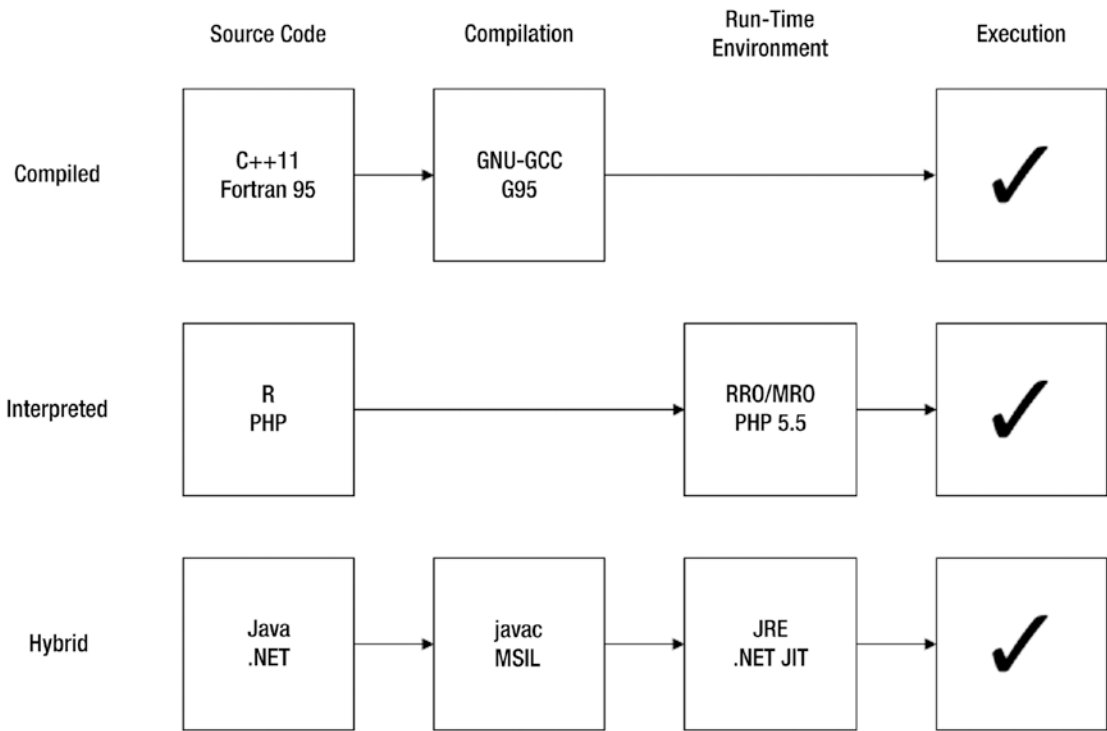 Source Code
Compilation
Run-Time
Environment
Execution
Compiled
C++11
Fortran 95
GNU-GCC
G95
Interpreted
R
PHP
RRO/MRO
PHP 5.5
Hybrid
Java
.NET
javac
MSIL
JRE
.NET JIT